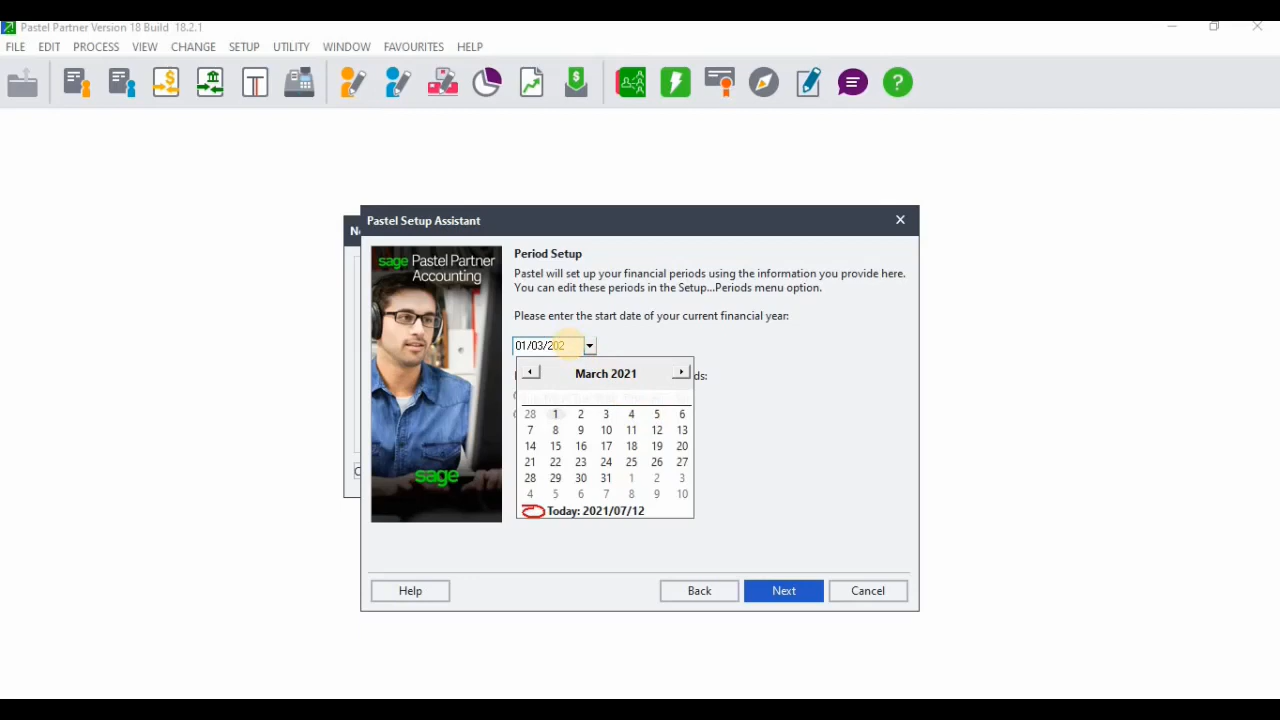 Pastel Partner Version 18 Build  18.2.1
FILE EDIT PROCESS VIEW CHANGE SETUP UTILITY WINDOW FAVOURITES HELP
Pastel Setup Assistant
sage Pastel Partner
Accounting
sage
Period Setup
Pastel will set up your financial periods using the information you provide here.
You can edit these periods in the Setup...Periods menu option.
Please enter the start date of your current financial year:
01/03/202
March 2021
28 1 2 3 4 5 6
7 8 9 10 11 12 13
14 15 16 17 18 19 20
21 22 23 24 25 26 27
28 29 30 31 1 2 3
4 5 6 7 8 9 10
Today: 2021/07/12
Help Back Next Cancel